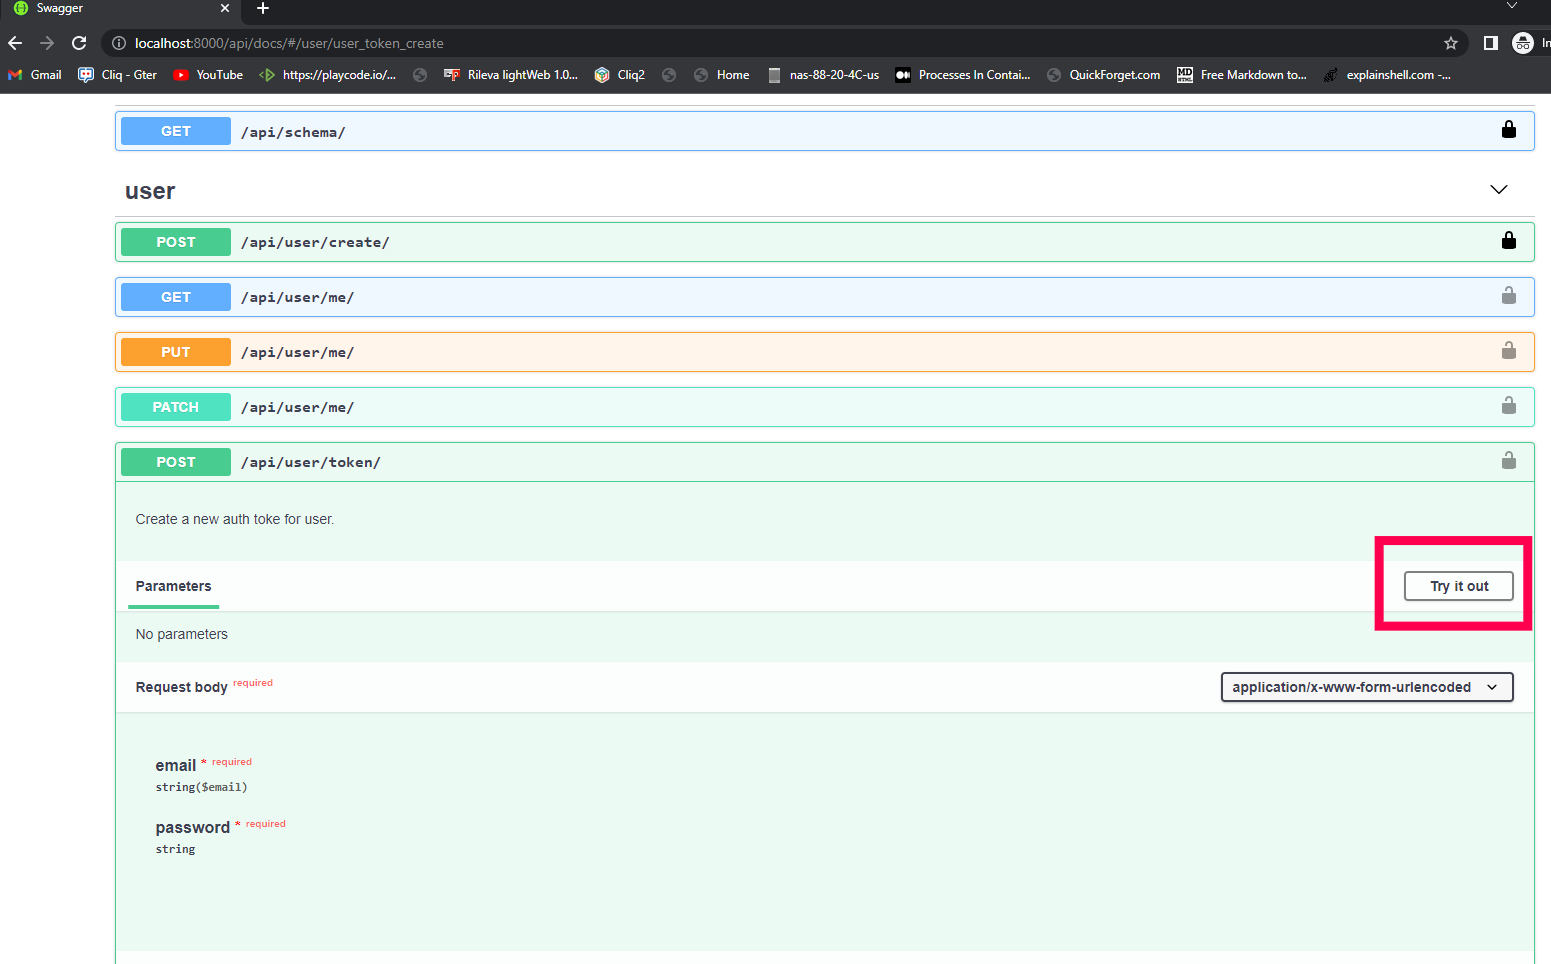 Swagger
localhost:8000/api/docs/#/user/user_token_create
Gmail Cliq - Gter YouTube https://playcode.io/... Rileva lightWeb 1.0... Cliq2 Home nas-88-20-4C-us Processes In Contai... QuickForget.com Free Markdown to... explainshell.com -...
GET /api/schema/
user
POST /api/user/create/
GET /api/user/me/
PUT /api/user/me/
PATCH /api/user/me/
POST /api/user/token/
Create a new auth toke for user.
Parameters Try it out
No parameters
Request body required application/x-www-form-urlencoded
email * required
string($email)
password * required
string